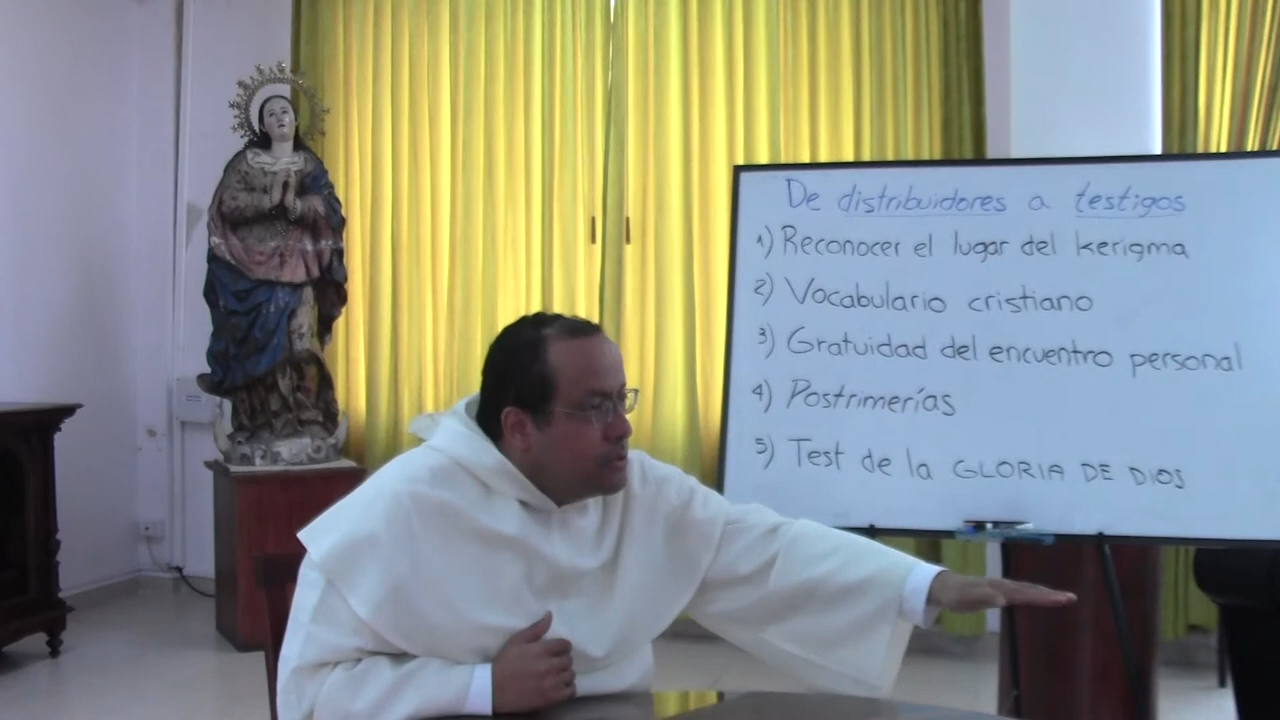 De distribuidores a testigos
1) Reconocer el lugar del kerigma
2) Vocabulario cristiano
3) Gratuidad del encuentro personal
4) Postrimerías
5) Test de la GLORIA DE DIOS